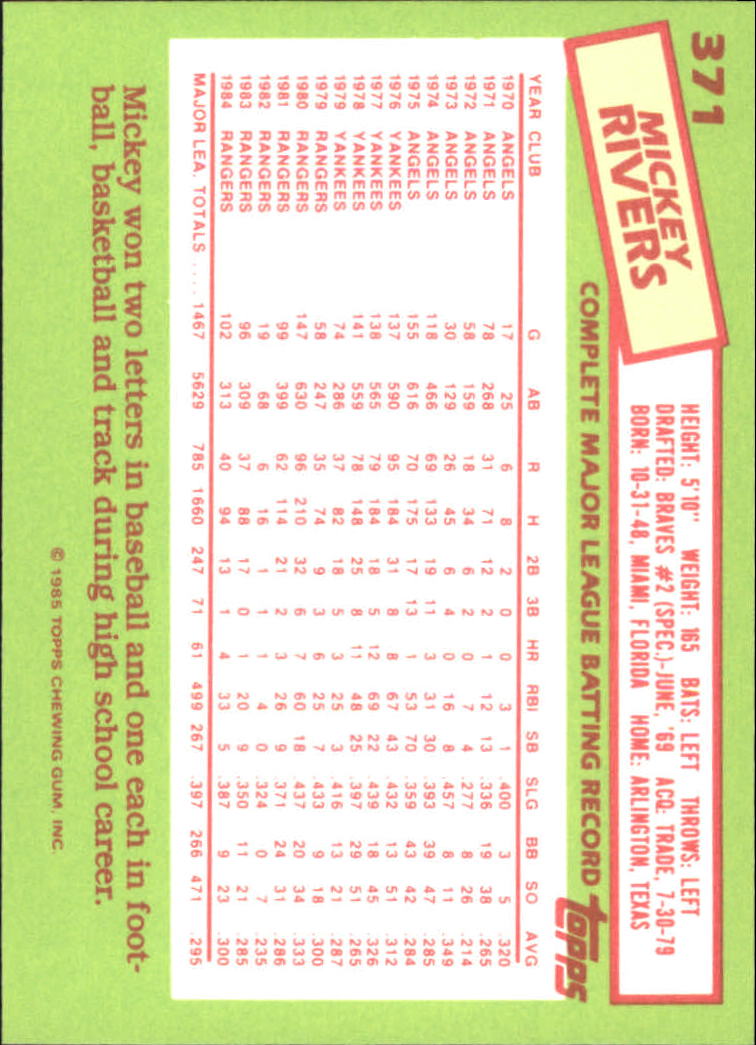 371
MICKEY
RIVERS
HEIGHT: 5'10" WEIGHT: 165 BATS: LEFT THROWS: LEFT
DRAFTED: BRAVES #2 (SPEC.)-JUNE, '69 ACQ: TRADE, 7-30-79
BORN: 10-31-48, MIAMI, FLORIDA HOME: ARLINGTON, TEXAS
COMPLETE MAJOR LEAGUE BATTING RECORD topps
YEAR CLUB G AB R H 2B 3B HR RBI SB SLG BB SO AVG
1970 ANGELS 17 25 6 8 2 0 0 3 1 .400 3 5 .320
1971 ANGELS 78 268 31 71 12 2 1 12 13 .336 19 38 .265
1972 ANGELS 58 159 18 34 6 2 0 7 4 .277 8 26 .214
1973 ANGELS 30 129 26 45 6 4 0 16 8 .457 8 11 .349
1974 ANGELS 118 466 69 133 19 11 3 31 30 .393 39 47 .285
1975 ANGELS 155 616 70 175 17 13 1 53 70 .359 43 42 .284
1976 YANKEES 137 590 95 184 31 8 8 67 43 .432 13 51 .312
1977 YANKEES 138 565 79 184 18 5 12 69 22 .439 18 45 .326
1978 YANKEES 141 559 78 148 25 8 11 48 25 .397 29 51 .265
1979 YANKEES 74 286 37 82 18 5 3 25 3 .416 13 21 .287
1979 RANGERS 58 247 35 74 9 3 6 25 7 .433 9 18 .300
1980 RANGERS 147 630 96 210 32 6 7 60 18 .437 20 34 .333
1981 RANGERS 99 399 62 114 21 2 3 26 9 .371 24 31 .286
1982 RANGERS 19 68 6 16 1 1 1 4 0 .324 0 7 .235
1983 RANGERS 96 309 37 88 17 0 1 20 9 .350 11 21 .285
1984 RANGERS 102 313 40 94 13 1 4 33 5 .387 9 23 .300
MAJOR LEA. TOTALS .... 1467 5629 785 1660 247 71 61 499 267 .397 266 471 .295
Mickey won two letters in baseball and one each in foot-
ball, basketball and track during high school career.
© 1985 TOPPS CHEWING GUM, INC.